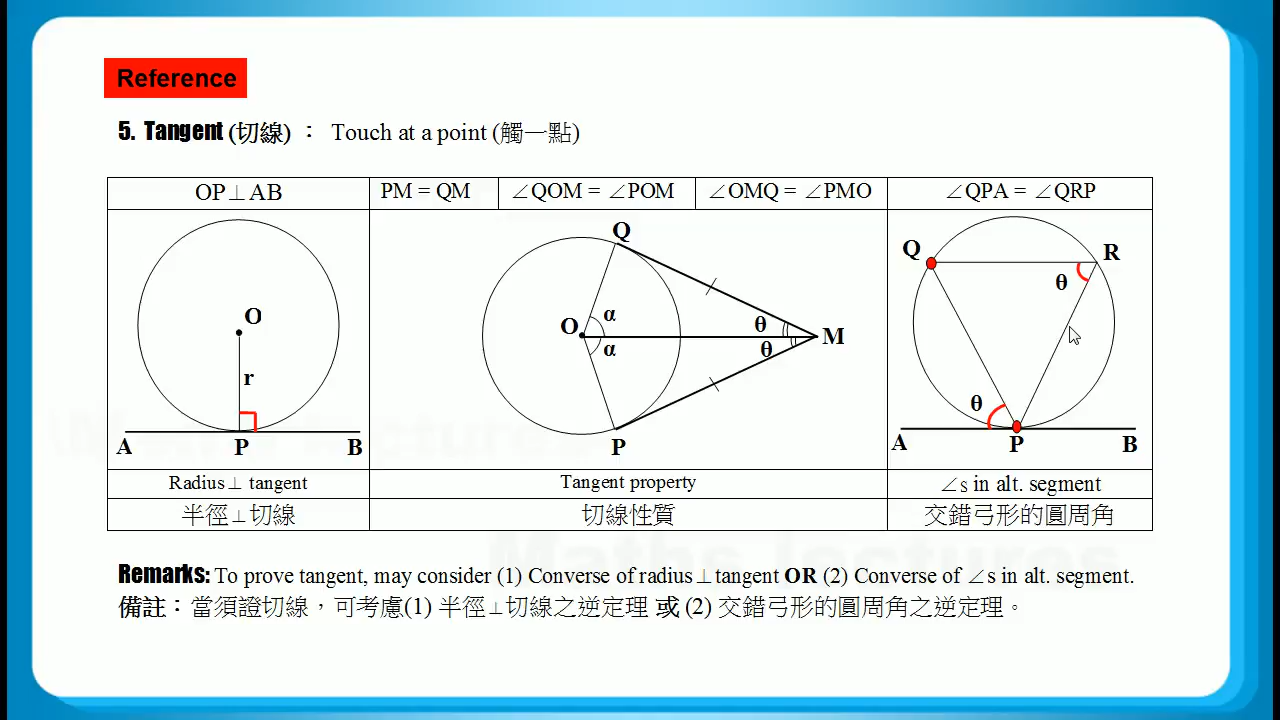 Reference
5. Tangent (切線) : Touch at a point (觸一點)
OP⊥AB
PM = QM
∠QOM = ∠POM
∠OMQ = ∠PMO
∠QPA = ∠QRP
O
r
A
P
B
Q
O
α
α
θ
θ
M
P
Q
R
θ
θ
A
P
B
Radius⊥ tangent
Tangent property
∠s in alt. segment
半徑⊥切線
切線性質
交錯弓形的圓周角
Remarks: To prove tangent, may consider (1) Converse of radius⊥tangent OR (2) Converse of ∠s in alt. segment.
備註：當須證切線，可考慮(1) 半徑⊥切線之逆定理 或 (2) 交錯弓形的圓周角之逆定理。
Maths lectures